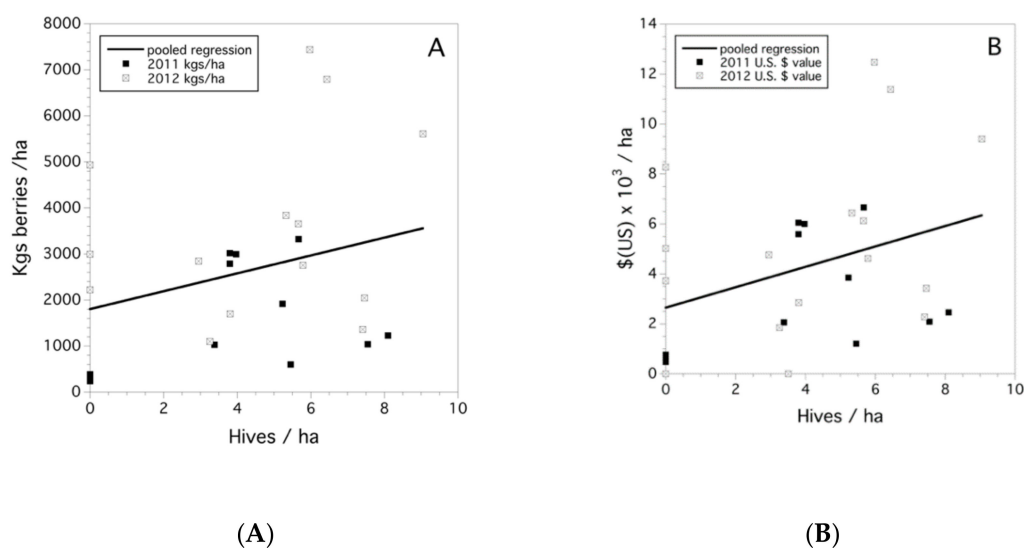 8000
7000
6000
5000
4000
3000
2000
1000
0
Kgs berries /ha
A
pooled regression
2011 kgs/ha
2012 kgs/ha
0 2 4 6 8 10
Hives / ha
14
12
10
8
6
4
2
0
$(US) x 10³ / ha
B
pooled regression
2011 U.S. $ value
2012 U.S. $ value
0 2 4 6 8 10
Hives / ha
(A) (B)